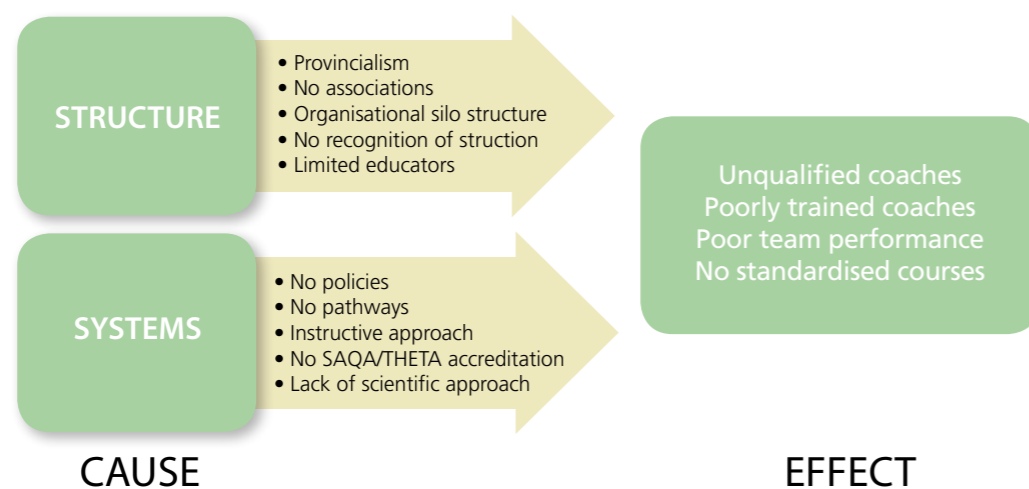 STRUCTURE
• Provincialism
• No associations
• Organisational silo structure
• No recognition of struction
• Limited educators
SYSTEMS
• No policies
• No pathways
• Instructive approach
• No SAQA/THETA accreditation
• Lack of scientific approach
Unqualified coaches
Poorly trained coaches
Poor team performance
No standardised courses
CAUSE
EFFECT